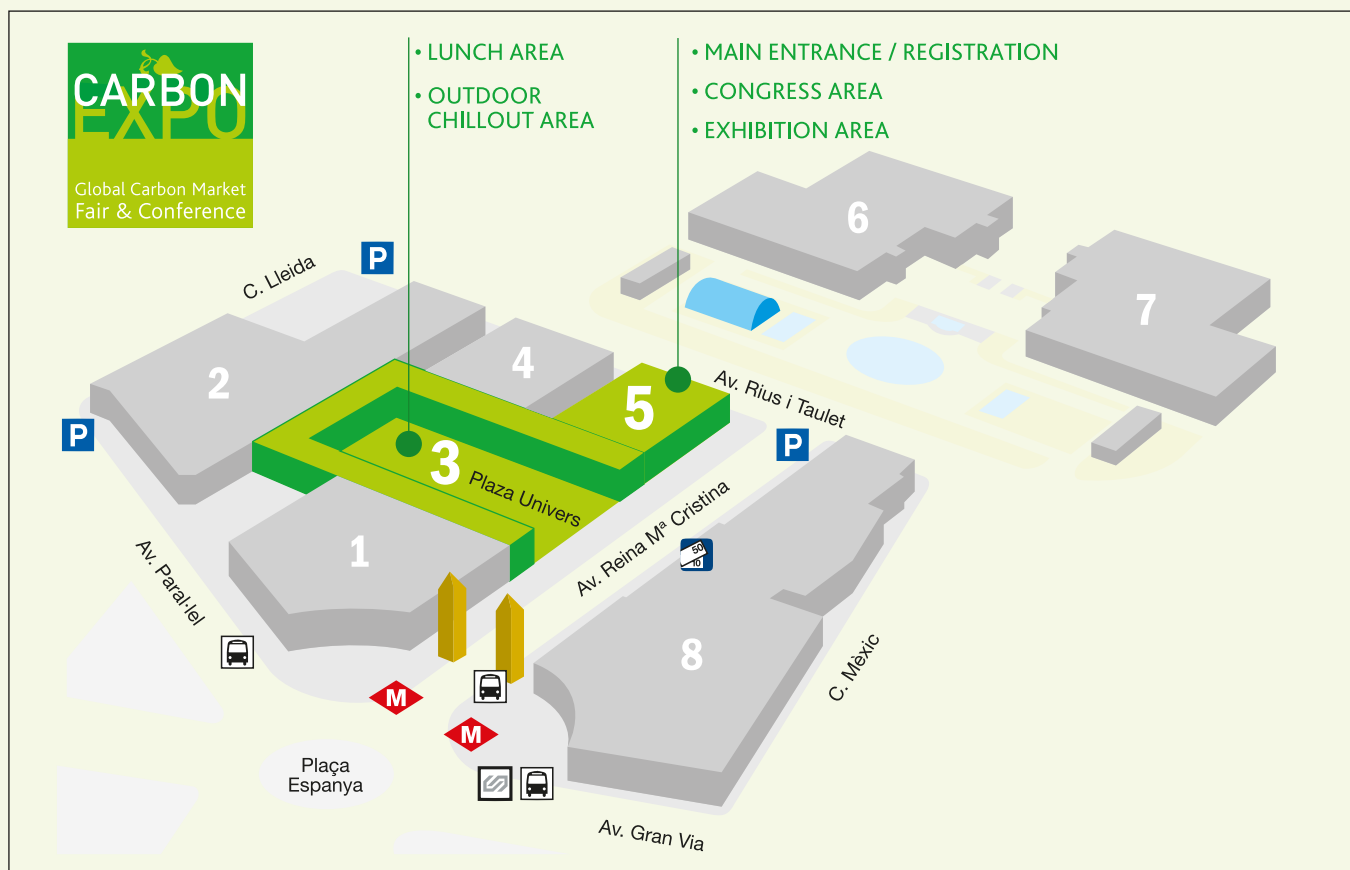 CARBON
EXPO
Global Carbon Market
Fair & Conference
• LUNCH AREA
• OUTDOOR
CHILLOUT AREA
• MAIN ENTRANCE / REGISTRATION
• CONGRESS AREA
• EXHIBITION AREA
6
P
C. Lleida
7
2
4
Av. Rius i Taulet
5
P
P
3
Plaza Univers
Av. Reina Mª Cristina
1
50
10
Av. Paral·lel
8
C. Mèxic
M
M
Plaça
Espanya
Av. Gran Via